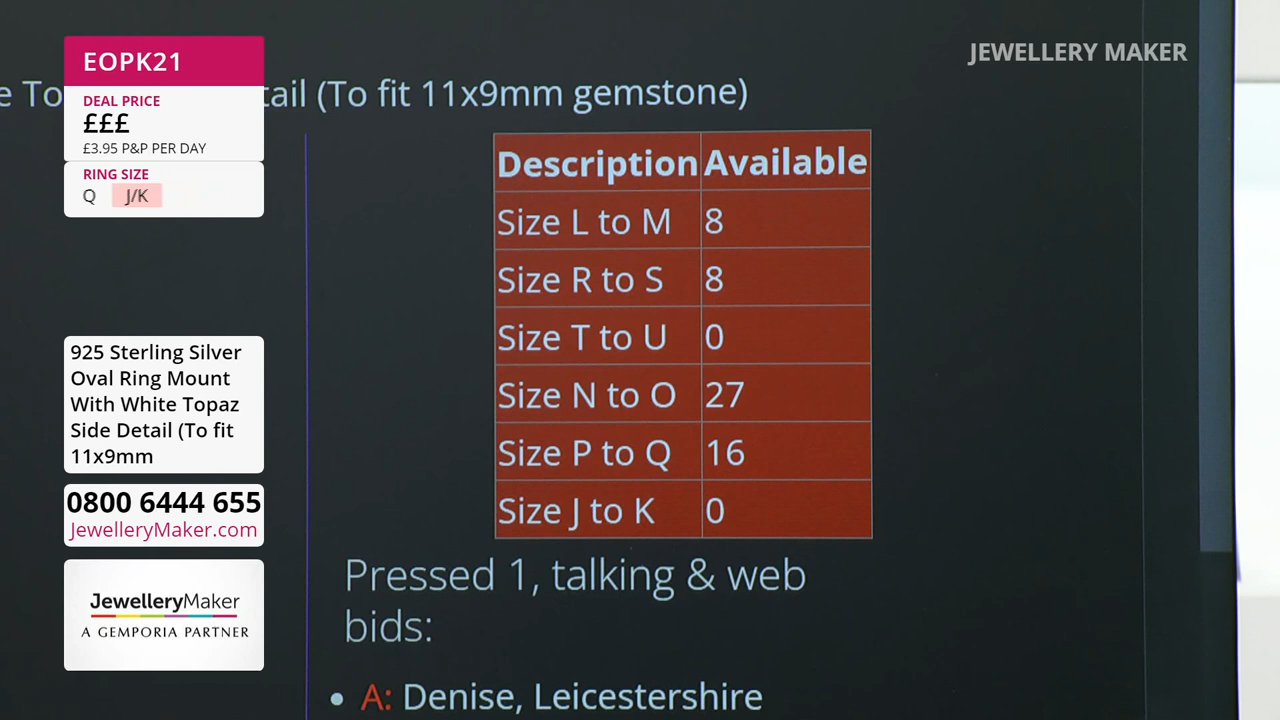 EOPK21
DEAL PRICE
£££
£3.95 P&P PER DAY
RING SIZE
Q J/K
925 Sterling Silver
Oval Ring Mount
With White Topaz
Side Detail (To fit
11x9mm
0800 6444 655
JewelleryMaker.com
JewelleryMaker
A GEMPORIA PARTNER
JEWELLERY MAKER
e To tail (To fit 11x9mm gemstone)
Description Available
Size L to M 8
Size R to S 8
Size T to U 0
Size N to O 27
Size P to Q 16
Size J to K 0
Pressed 1, talking & web
bids:
• A: Denise, Leicestershire